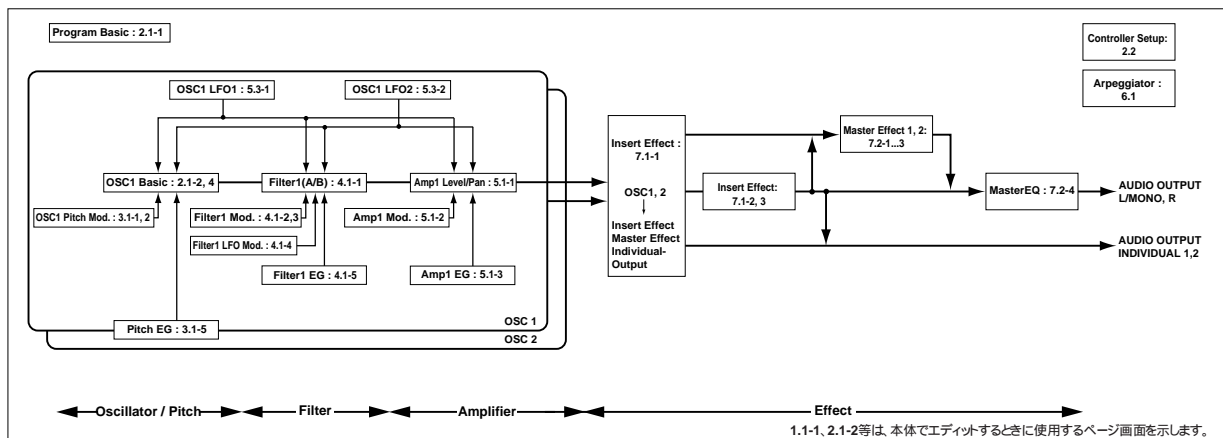 Program Basic : 2.1-1
Controller Setup:
2.2
Arpeggiator :
6.1
OSC1 LFO1 : 5.3-1
OSC1 LFO2 : 5.3-2
Insert Effect :
7.1-1
OSC1, 2
Insert Effect
Master Effect
Individual-
Output
Master Effect 1, 2:
7.2-1...3
OSC1 Basic : 2.1-2, 4
Filter1(A/B) : 4.1-1
Amp1 Level/Pan : 5.1-1
Insert Effect:
7.1-2, 3
MasterEQ : 7.2-4
AUDIO OUTPUT
L/MONO, R
OSC1 Pitch Mod. : 3.1-1, 2
Filter1 Mod. : 4.1-2,3
Amp1 Mod. : 5.1-2
Filter1 LFO Mod. : 4.1-4
AUDIO OUTPUT
INDIVIDUAL 1,2
Filter1 EG : 4.1-5
Amp1 EG : 5.1-3
Pitch EG : 3.1-5
OSC 1
OSC 2
Oscillator / Pitch
Filter
Amplifier
Effect
1.1-1、2.1-2等は、本体でエディットするときに使用するページ画面を示します。